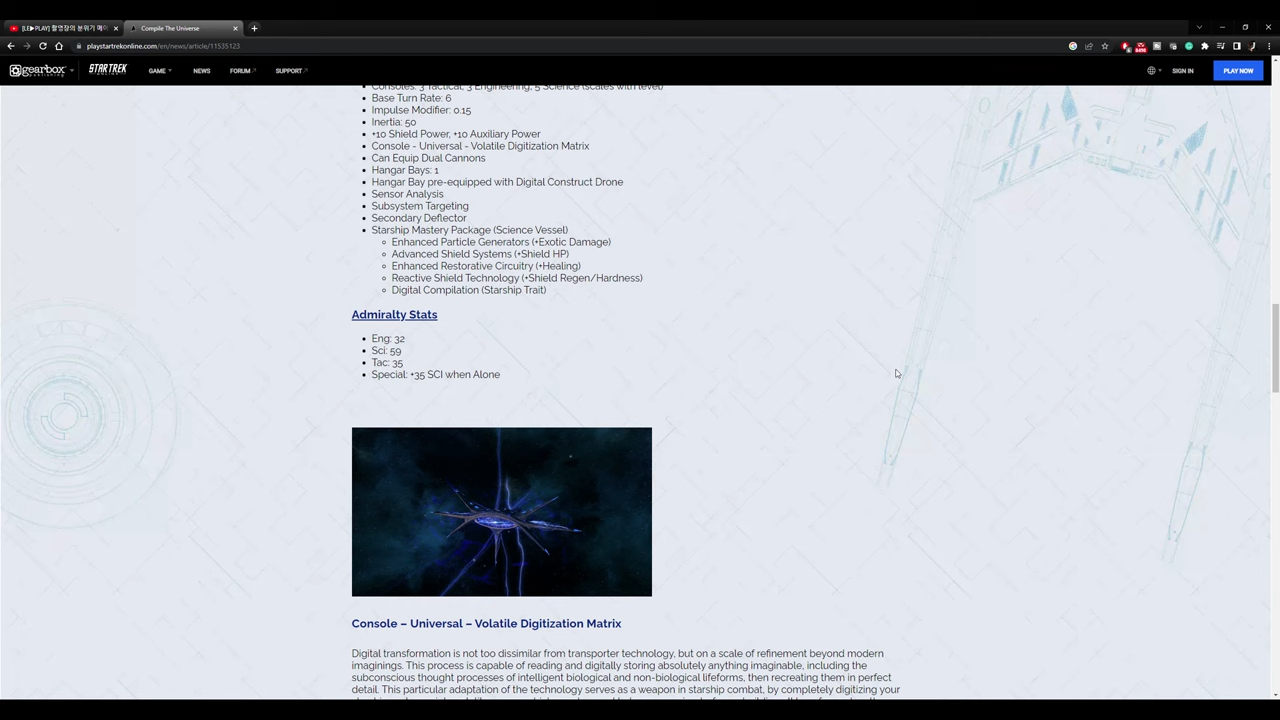 [LE▶PLAY] 촬영장의 분위기 메이
Compile The Universe
playstartrekonline.com/en/news/article/11535123
gearbox
PUBLISHING
STAR TREK
ONLINE
GAME
NEWS
FORUM
SUPPORT
SIGN IN
PLAY NOW
Consoles: 3 Tactical, 3 Engineering, 5 Science (scales with level)
Base Turn Rate: 6
Impulse Modifier: 0.15
Inertia: 50
+10 Shield Power, +10 Auxiliary Power
Console - Universal - Volatile Digitization Matrix
Can Equip Dual Cannons
Hangar Bays: 1
Hangar Bay pre-equipped with Digital Construct Drone
Sensor Analysis
Subsystem Targeting
Secondary Deflector
Starship Mastery Package (Science Vessel)
Enhanced Particle Generators (+Exotic Damage)
Advanced Shield Systems (+Shield HP)
Enhanced Restorative Circuitry (+Healing)
Reactive Shield Technology (+Shield Regen/Hardness)
Digital Compilation (Starship Trait)
Admiralty Stats
Eng: 32
Sci: 59
Tac: 35
Special: +35 SCI when Alone
Console – Universal – Volatile Digitization Matrix
Digital transformation is not too dissimilar from transporter technology, but on a scale of refinement beyond modern
imaginings. This process is capable of reading and digitally storing absolutely anything imaginable, including the
subconscious thought processes of intelligent biological and non-biological lifeforms, then recreating them in perfect
detail. This particular adaptation of the technology serves as a weapon in starship combat, by completely digitizing your